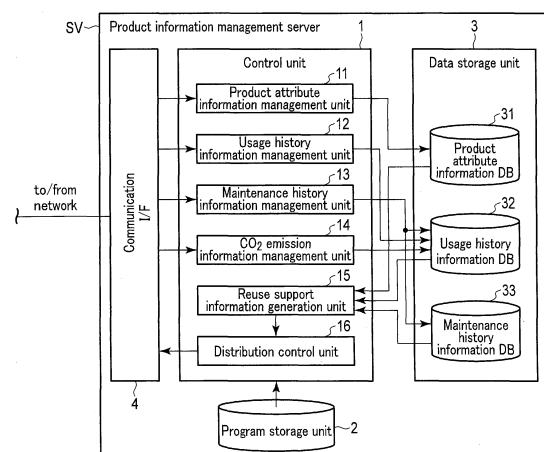 SV
Product information management server
1
3
Control unit
Data storage unit
11
Product attribute
information management unit
12
Usage history
information management unit
13
Maintenance history
information management unit
14
CO2 emission
information management unit
15
Reuse support
information generation unit
16
Distribution control unit
31
Product
attribute
information DB
32
Usage history
information DB
33
Maintenance
history
information DB
to/from
network
Communication
I/F
4
Program storage unit
2